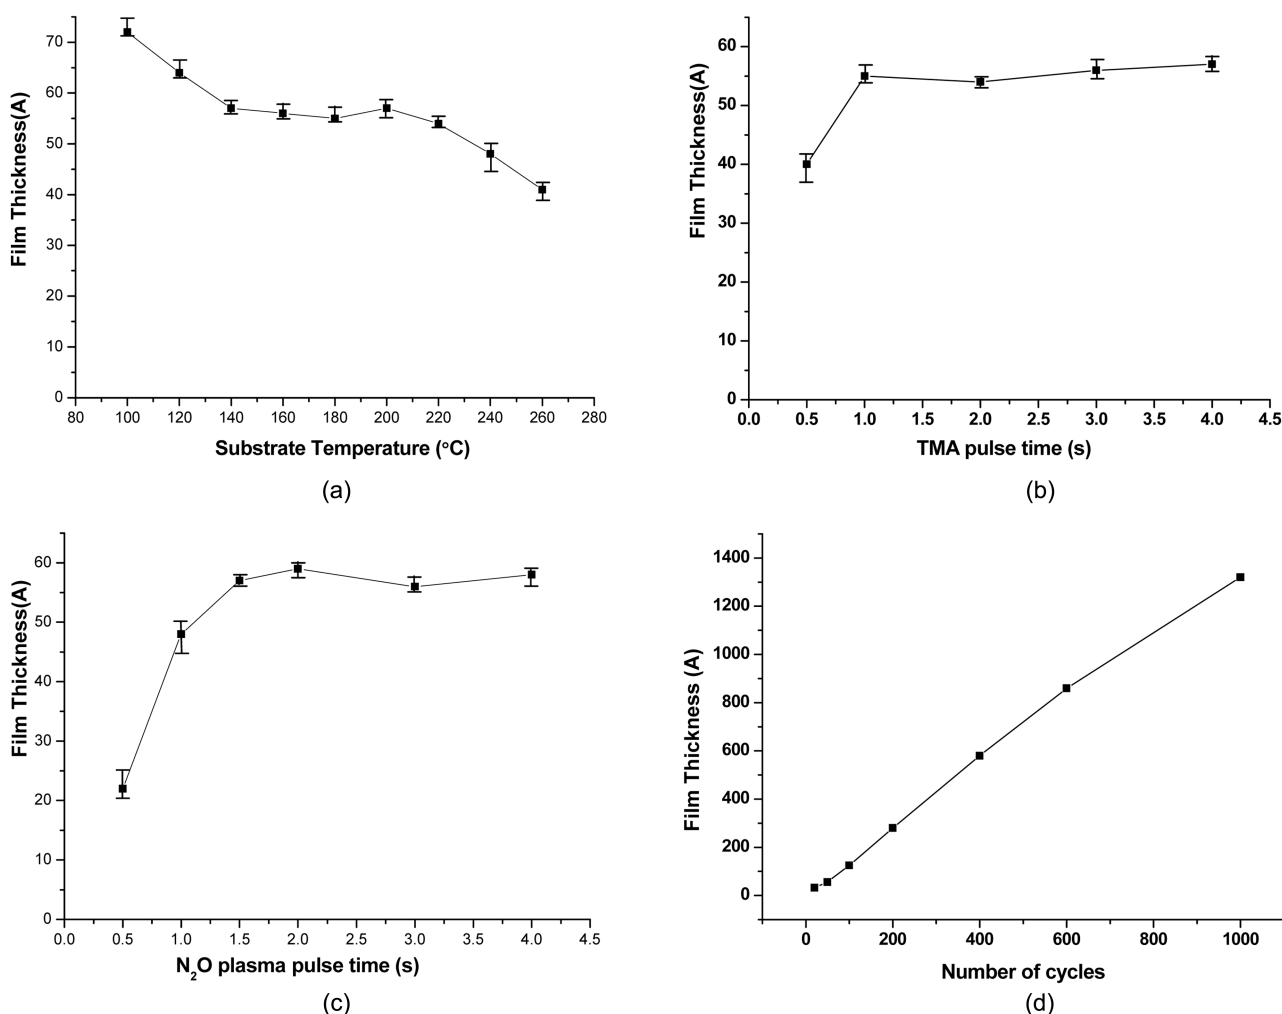 70
60
50
40
30
20
10
0
Film Thickness(A)
80 100 120 140 160 180 200 220 240 260 280
Substrate Temperature (°C)
(a)
60
50
40
30
20
10
0
Film Thickness(A)
0.0 0.5 1.0 1.5 2.0 2.5 3.0 3.5 4.0 4.5
TMA pulse time (s)
(b)
60
50
40
30
20
10
0
Film Thickness(A)
0.0 0.5 1.0 1.5 2.0 2.5 3.0 3.5 4.0 4.5
N₂O plasma pulse time (s)
(c)
1400
1200
1000
800
600
400
200
0
Film Thickness (A)
0 200 400 600 800 1000
Number of cycles
(d)